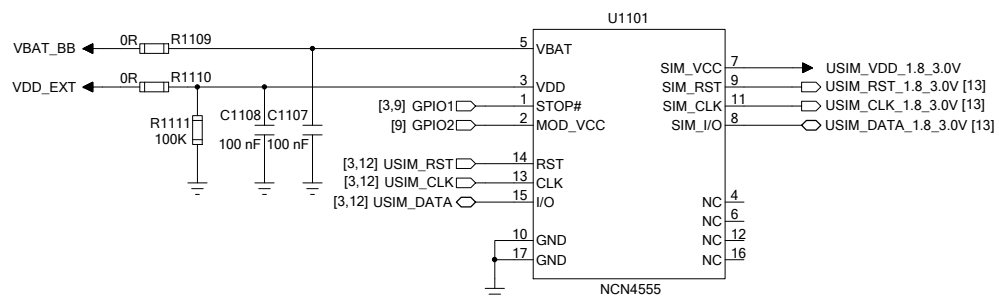 U1101
VBAT_BB 0R R1109 5 VBAT
SIM_VCC 7 USIM_VDD_1.8_3.0V
VDD_EXT 0R R1110 3 VDD
SIM_RST 9 USIM_RST_1.8_3.0V [13]
[3,9] GPIO1 1 STOP#
SIM_CLK 11 USIM_CLK_1.8_3.0V [13]
[9] GPIO2 2 MOD_VCC
SIM_I/O 8 USIM_DATA_1.8_3.0V [13]
R1111
100K
C1108 C1107
100 nF 100 nF
[3,12] USIM_RST 14 RST
[3,12] USIM_CLK 13 CLK
[3,12] USIM_DATA 15 I/O
NC 4
NC 6
10 GND
NC 12
17 GND
NC 16
NCN4555